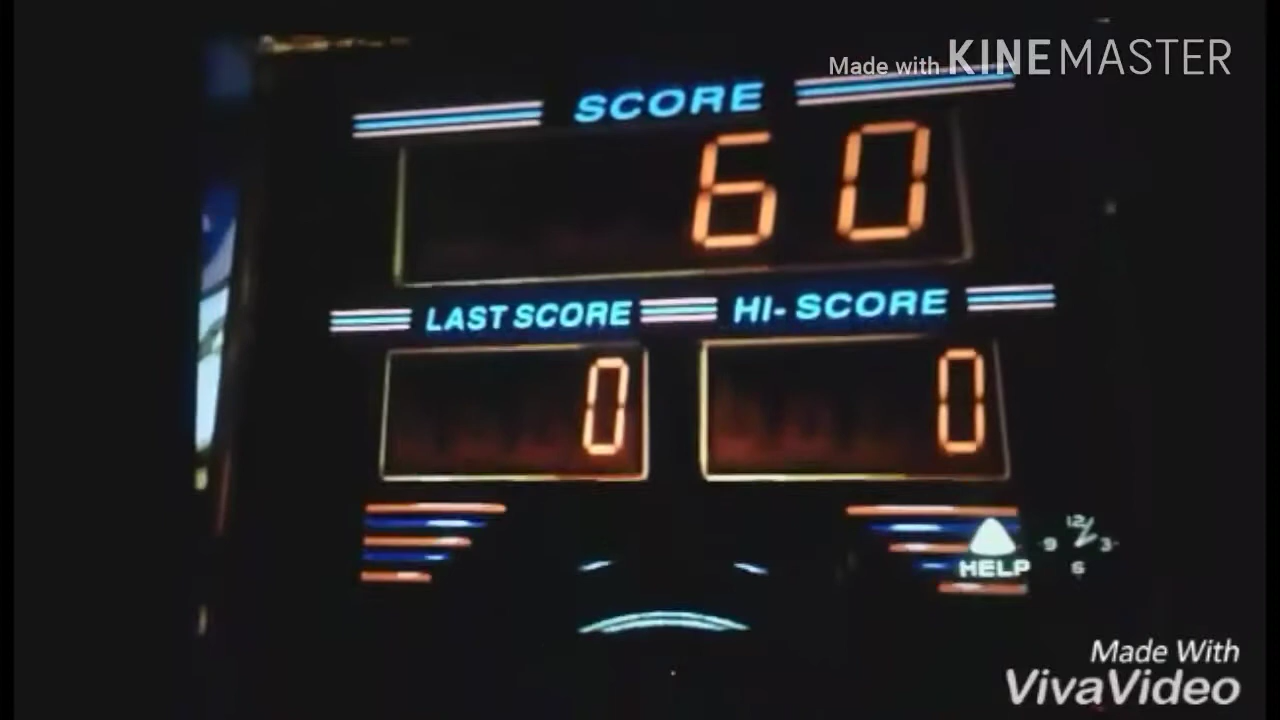 Made with KINEMASTER
SCORE
60
LAST SCORE HI-SCORE
0 0
HELP
12
9 3
6
Made With
VivaVideo